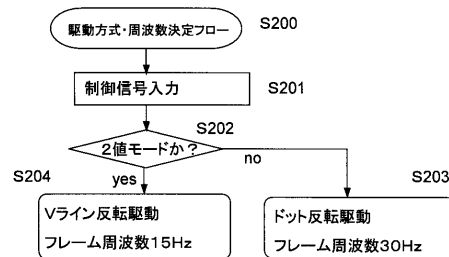 駆動方式・周波数決定フロー
S200
制御信号入力
S201
S202
2値モードか?
no
yes
S204
S203
Vライン反転駆動
フレーム周波数15Hz
ドット反転駆動
フレーム周波数30Hz